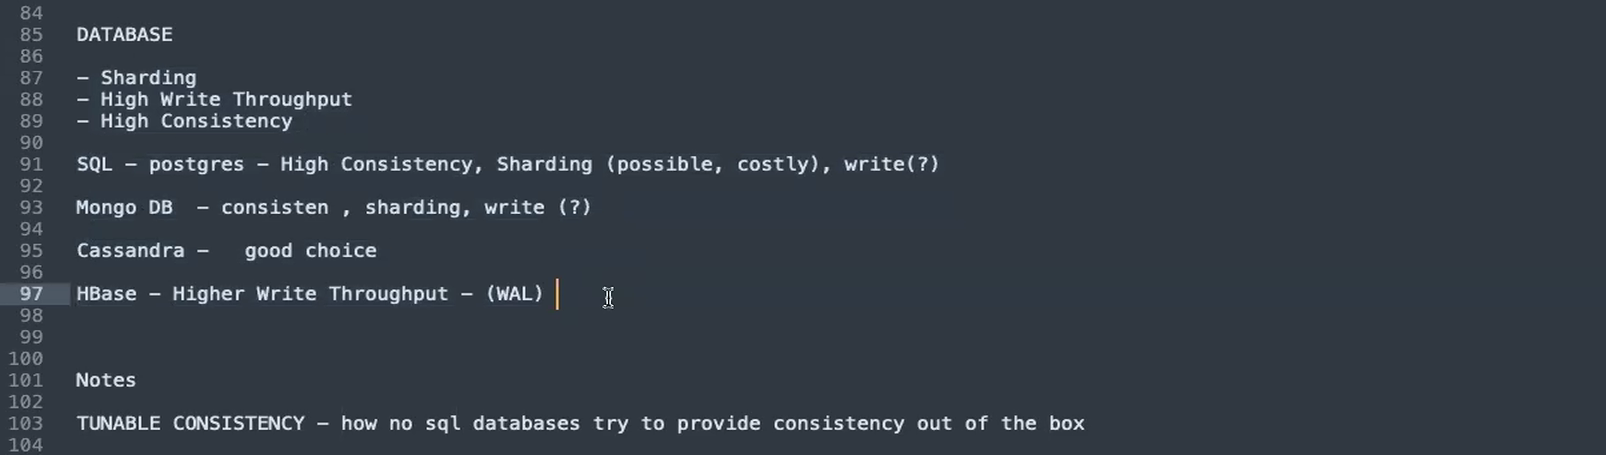 84
85 DATABASE
86
87 – Sharding
88 – High Write Throughput
89 – High Consistency
90
91 SQL – postgres – High Consistency, Sharding (possible, costly), write(?)
92
93 Mongo DB  – consisten , sharding, write (?)
94
95 Cassandra –   good choice
96
97 HBase – Higher Write Throughput – (WAL)
98
99
100
101 Notes
102
103 TUNABLE CONSISTENCY – how no sql databases try to provide consistency out of the box
104